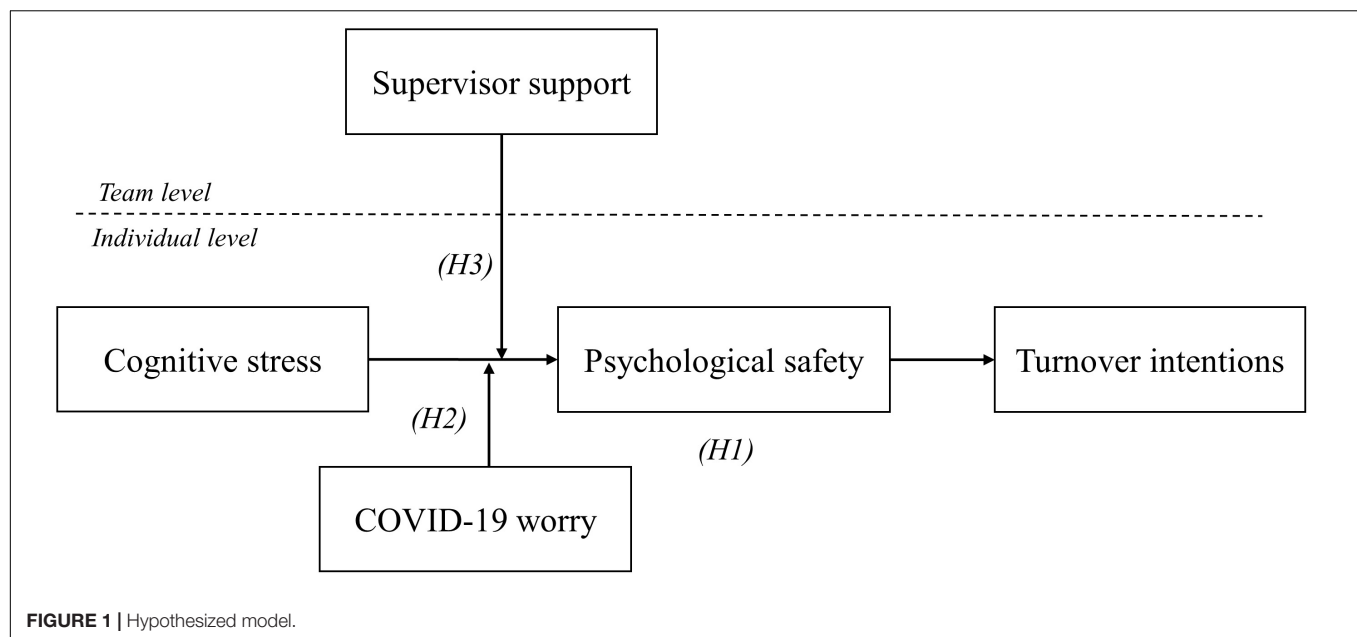 Supervisor support
Team level
Individual level
(H3)
Cognitive stress
Psychological safety
Turnover intentions
(H2)
(H1)
COVID-19 worry
FIGURE 1 | Hypothesized model.